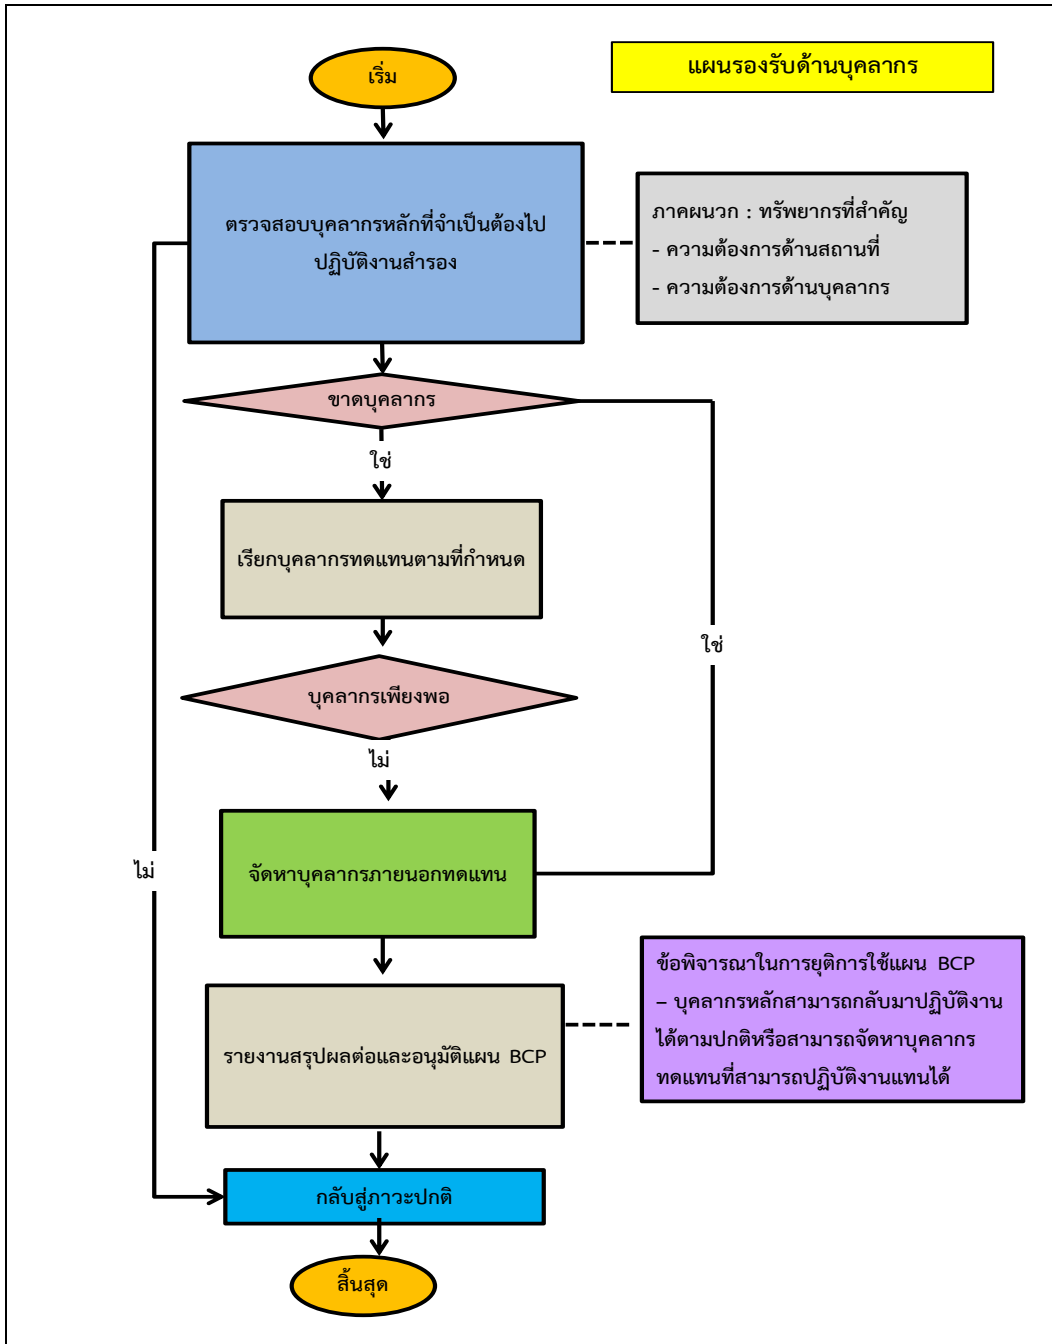 เริ่ม
แผนรองรับด้านบุคลากร
ตรวจสอบบุคลากรหลักที่จำเป็นต้องไป
ปฏิบัติงานสำรอง
ภาคผนวก : ทรัพยากรที่สำคัญ
- ความต้องการด้านสถานที่
- ความต้องการด้านบุคลากร
ขาดบุคลากร
ใช่
เรียกบุคลากรทดแทนตามที่กำหนด
ใช่
บุคลากรเพียงพอ
ไม่
ไม่
จัดหาบุคลากรภายนอกทดแทน
ข้อพิจารณาในการยุติการใช้แผน BCP
– บุคลากรหลักสามารถกลับมาปฏิบัติงาน
ได้ตามปกติหรือสามารถจัดหาบุคลากร
ทดแทนที่สามารถปฏิบัติงานแทนได้
รายงานสรุปผลต่อและอนุมัติแผน BCP
กลับสู่ภาวะปกติ
สิ้นสุด